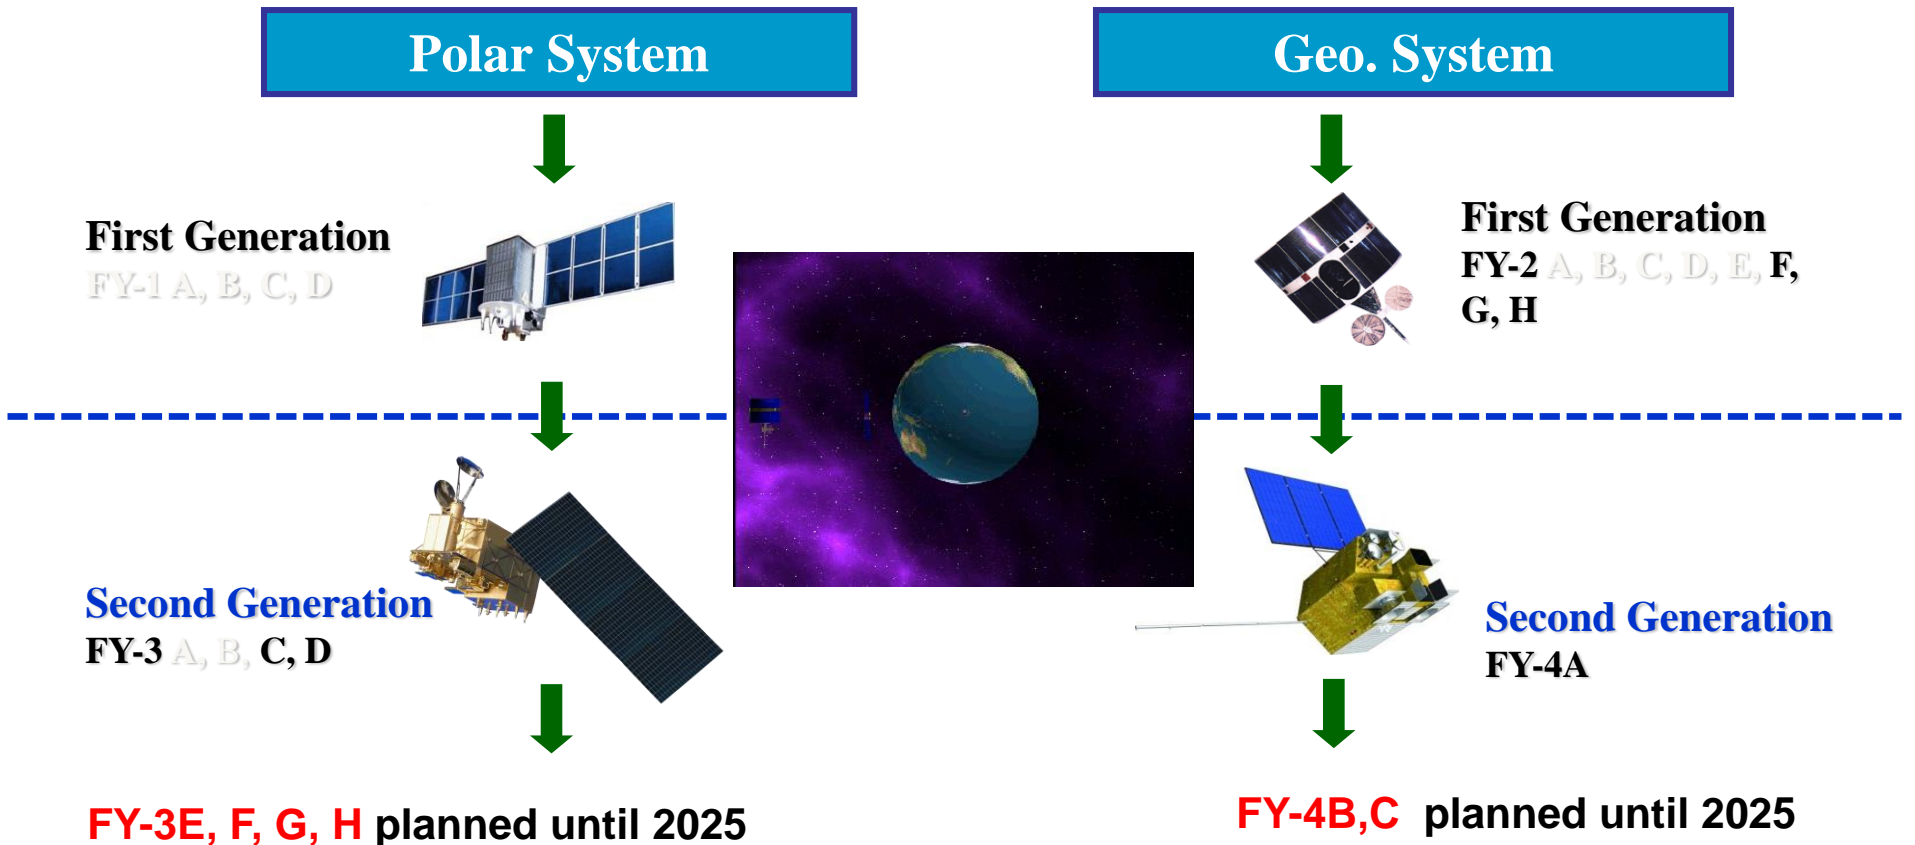 Polar System
Geo. System
First Generation
FY-1 A, B, C, D
First Generation
FY-2 A, B, C, D, E, F,
G, H
Second Generation
FY-3 A, B, C, D
Second Generation
FY-4A
FY-3E, F, G, H planned until 2025
FY-4B,C planned until 2025